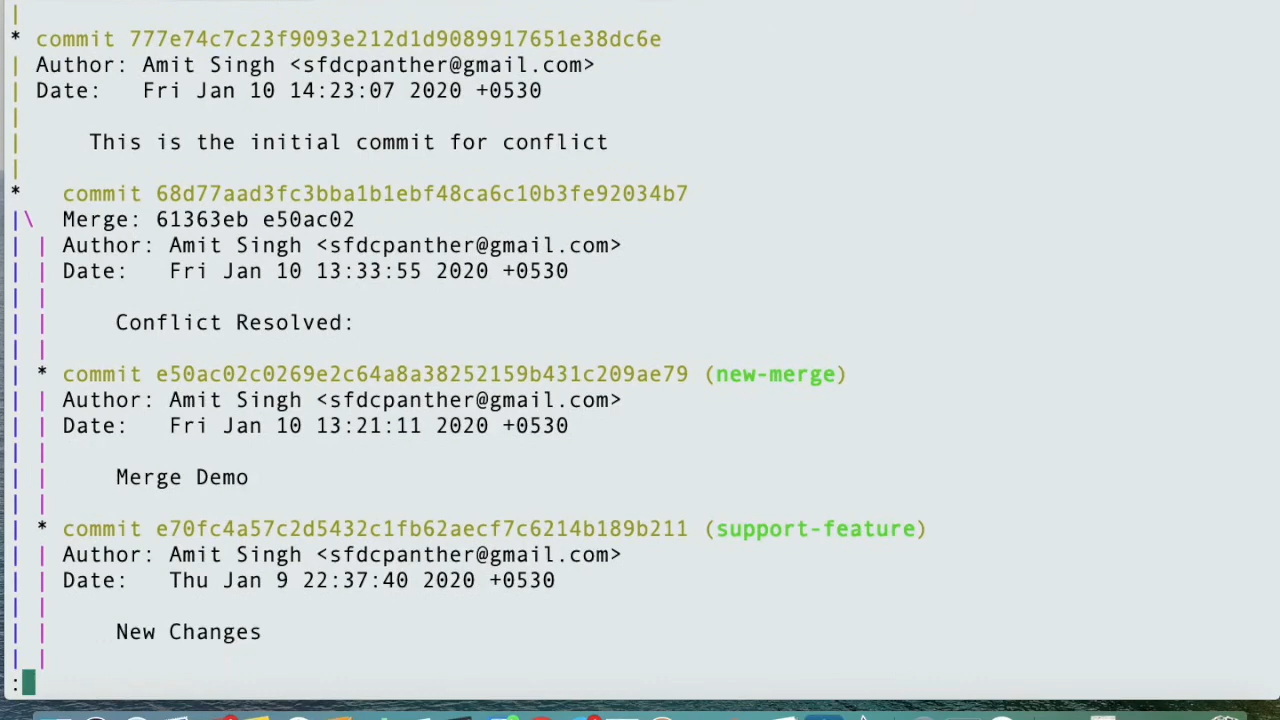 |
* commit 777e74c7c23f9093e212d1d9089917651e38dc6e
| Author: Amit Singh <sfdcpanther@gmail.com>
| Date:   Fri Jan 10 14:23:07 2020 +0530
|
|     This is the initial commit for conflict
|
*   commit 68d77aad3fc3bba1b1ebf48ca6c10b3fe92034b7
|\  Merge: 61363eb e50ac02
| | Author: Amit Singh <sfdcpanther@gmail.com>
| | Date:   Fri Jan 10 13:33:55 2020 +0530
| |
| |     Conflict Resolved:
| |
| * commit e50ac02c0269e2c64a8a38252159b431c209ae79 (new-merge)
| | Author: Amit Singh <sfdcpanther@gmail.com>
| | Date:   Fri Jan 10 13:21:11 2020 +0530
| |
| |     Merge Demo
| |
| * commit e70fc4a57c2d5432c1fb62aecf7c6214b189b211 (support-feature)
| | Author: Amit Singh <sfdcpanther@gmail.com>
| | Date:   Thu Jan 9 22:37:40 2020 +0530
| |
| |     New Changes
| |
: